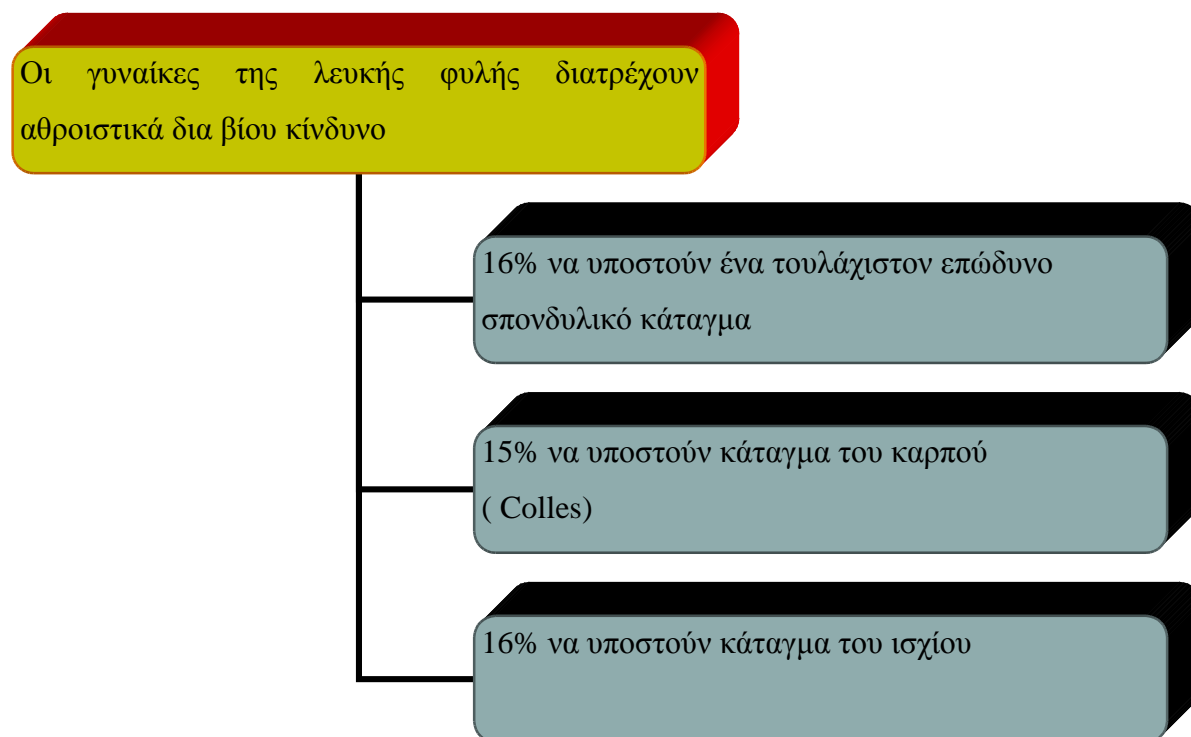 Οι γυναίκες της λευκής φυλής διατρέχουν
αθροιστικά δια βίου κίνδυνο
16% να υποστούν ένα τουλάχιστον επώδυνο
σπονδυλικό κάταγμα
15% να υποστούν κάταγμα του καρπού
( Colles)
16% να υποστούν κάταγμα του ισχίου